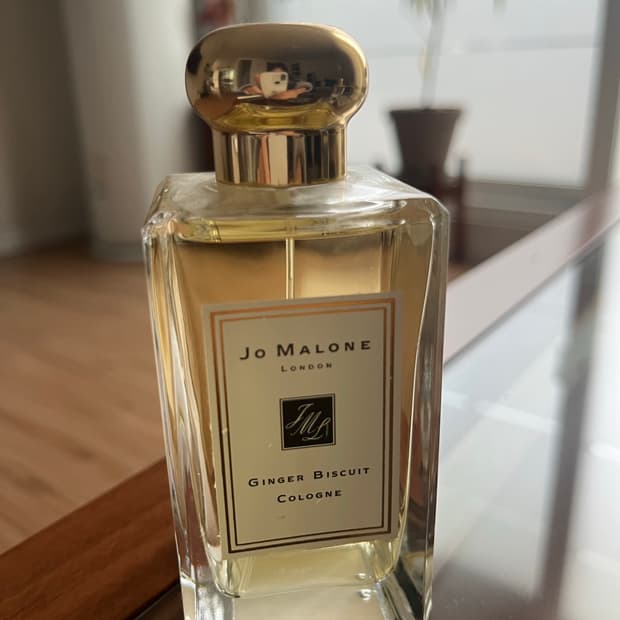 JO MALONE
LONDON
JML
GINGER BISCUIT
COLOGNE